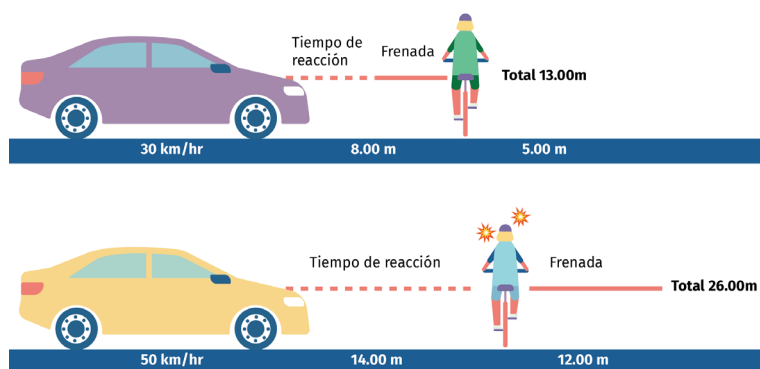 Tiempo de
reacción
Frenada
Total 13.00m
30 km/hr
8.00 m
5.00 m
Tiempo de reacción
Frenada
Total 26.00m
50 km/hr
14.00 m
12.00 m